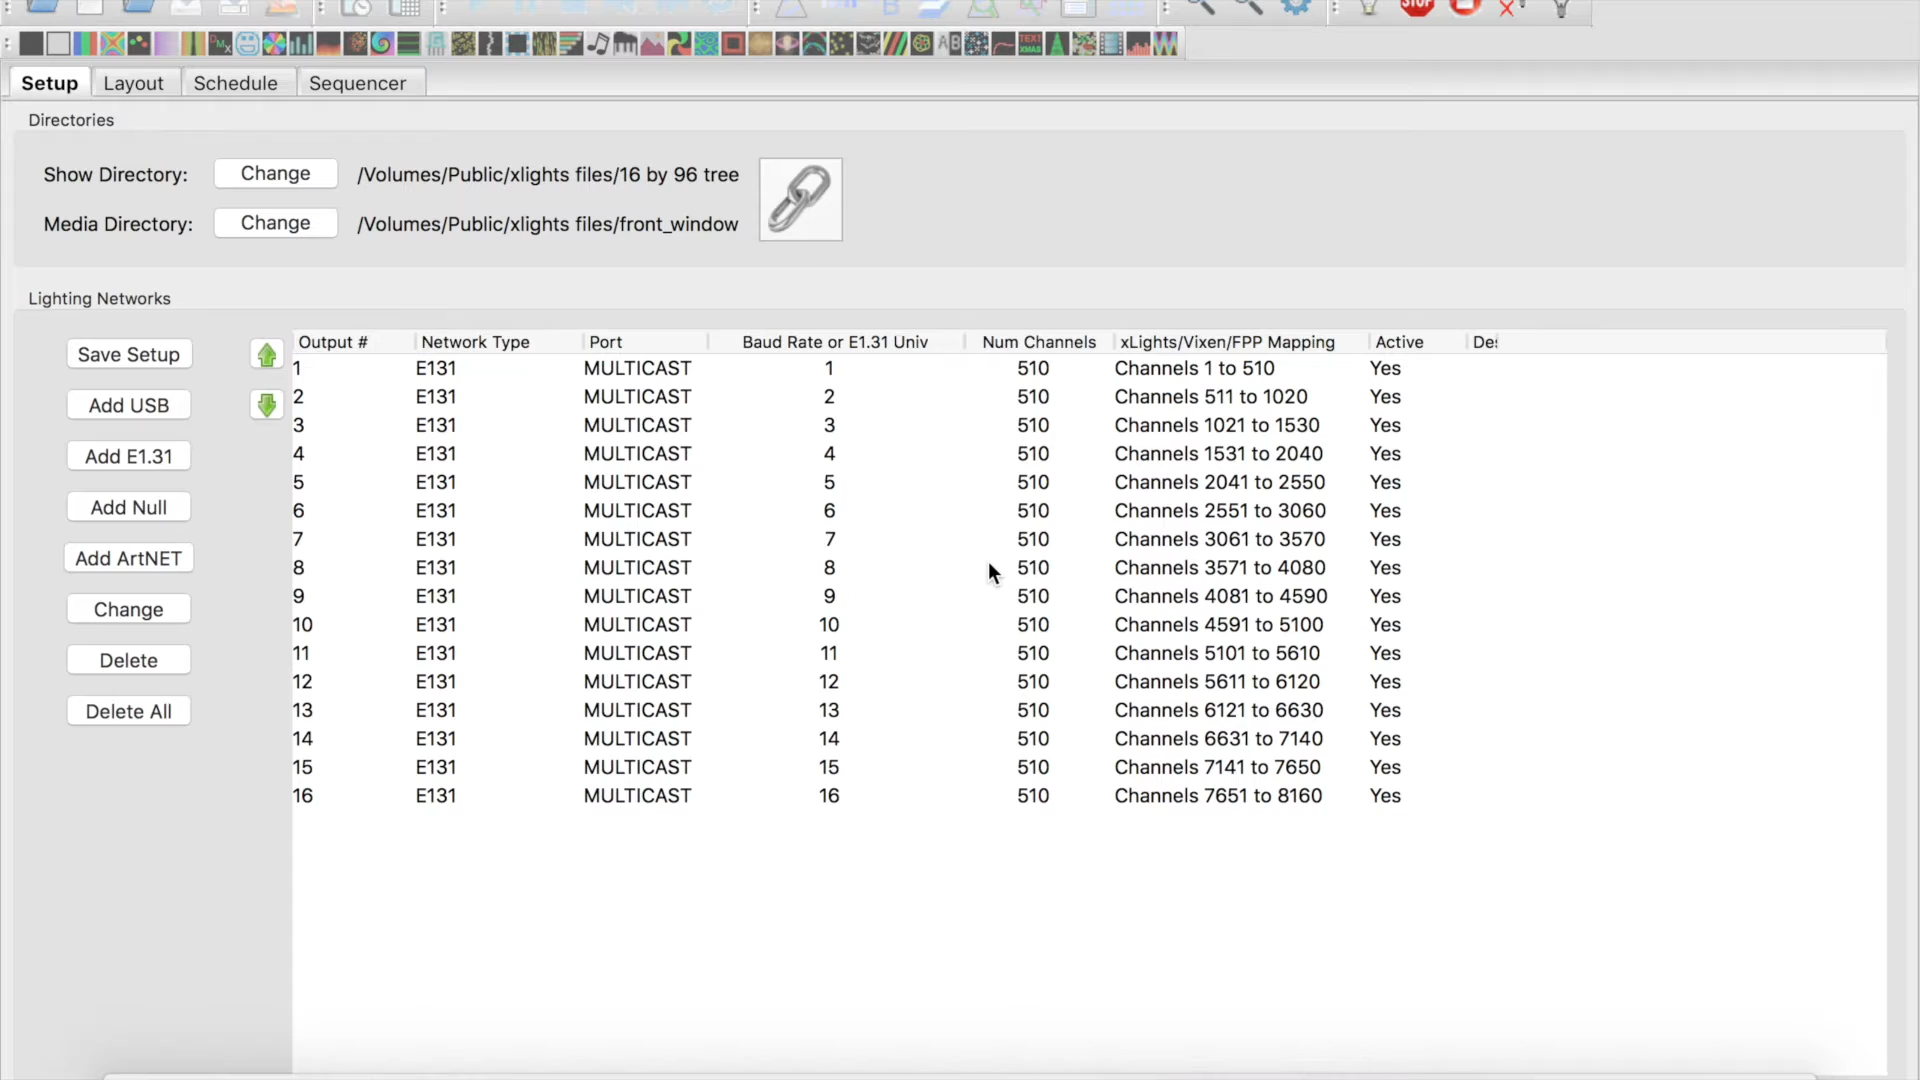 STOP
DMX
AB
TEXT
XMAS
Setup Layout Schedule Sequencer
Directories
Show Directory: Change /Volumes/Public/xlights files/16 by 96 tree
Media Directory: Change /Volumes/Public/xlights files/front_window
Lighting Networks
Save Setup
Add USB
Add E1.31
Add Null
Add ArtNET
Change
Delete
Delete All
Output # Network Type Port Baud Rate or E1.31 Univ Num Channels xLights/Vixen/FPP Mapping Active Des
1 E131 MULTICAST 1 510 Channels 1 to 510 Yes
2 E131 MULTICAST 2 510 Channels 511 to 1020 Yes
3 E131 MULTICAST 3 510 Channels 1021 to 1530 Yes
4 E131 MULTICAST 4 510 Channels 1531 to 2040 Yes
5 E131 MULTICAST 5 510 Channels 2041 to 2550 Yes
6 E131 MULTICAST 6 510 Channels 2551 to 3060 Yes
7 E131 MULTICAST 7 510 Channels 3061 to 3570 Yes
8 E131 MULTICAST 8 510 Channels 3571 to 4080 Yes
9 E131 MULTICAST 9 510 Channels 4081 to 4590 Yes
10 E131 MULTICAST 10 510 Channels 4591 to 5100 Yes
11 E131 MULTICAST 11 510 Channels 5101 to 5610 Yes
12 E131 MULTICAST 12 510 Channels 5611 to 6120 Yes
13 E131 MULTICAST 13 510 Channels 6121 to 6630 Yes
14 E131 MULTICAST 14 510 Channels 6631 to 7140 Yes
15 E131 MULTICAST 15 510 Channels 7141 to 7650 Yes
16 E131 MULTICAST 16 510 Channels 7651 to 8160 Yes